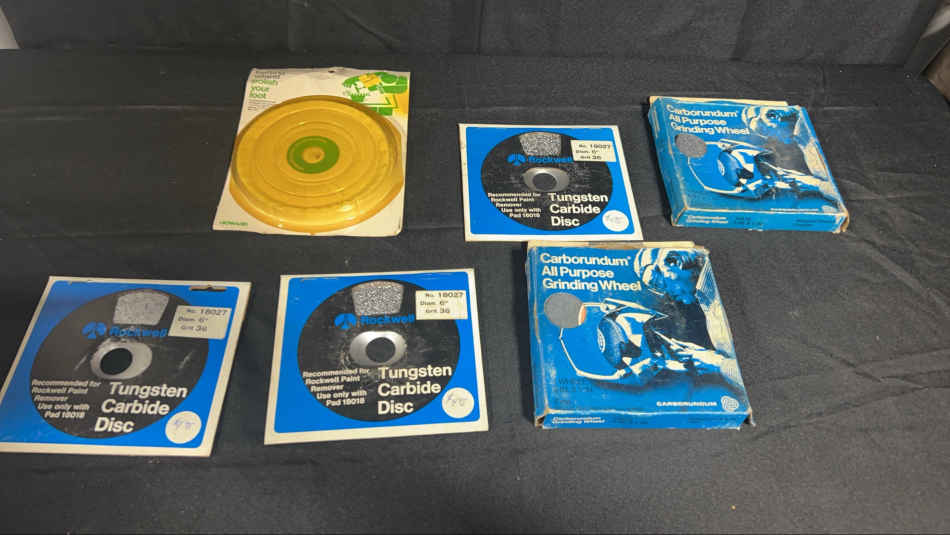 polish
your
loot
Rockwell
No. 18027
Diam. 6"
Grit 36
Recommended for
Rockwell Paint
Remover
Use only with
Pad 18018
Tungsten
Carbide
Disc
Carborundum®
All Purpose
Grinding Wheel
Carborundum
Grinding Wheel
Rockwell
No. 18027
Diam. 6"
Grit 36
Recommended for
Rockwell Paint
Remover
Use only with
Pad 18018
Tungsten
Carbide
Disc
Rockwell
No. 18027
Diam. 6"
Grit 36
Recommended for
Rockwell Paint
Remover
Use only with
Pad 18018
Tungsten
Carbide
Disc
Carborundum®
All Purpose
Grinding Wheel
CARBORUNDUM
Carborundum
Grinding Wheel